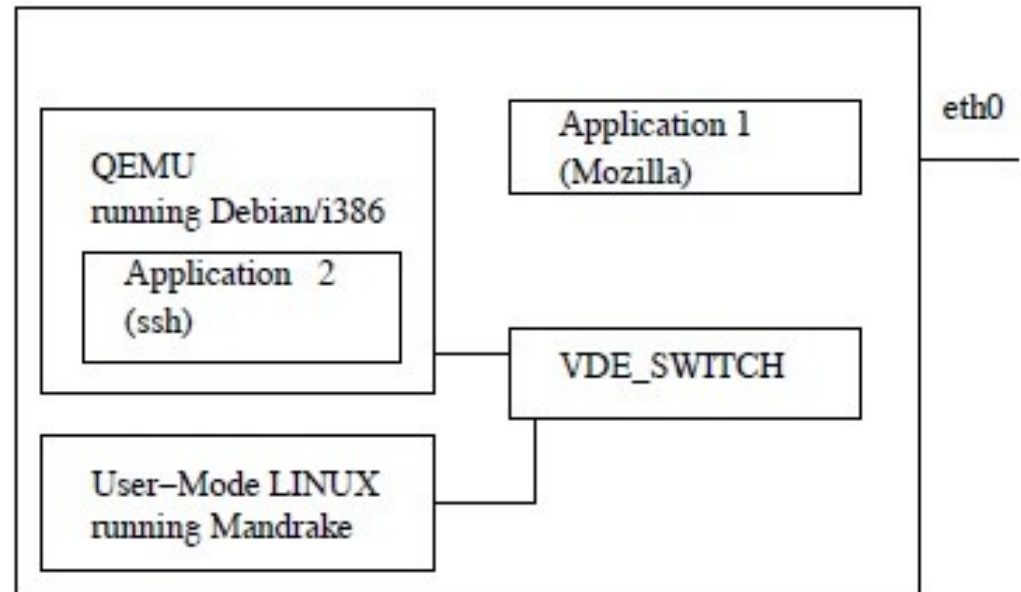 eth0
QEMU
running Debian/i386
Application 2
(ssh)
Application 1
(Mozilla)
VDE_SWITCH
User-Mode LINUX
running Mandrake